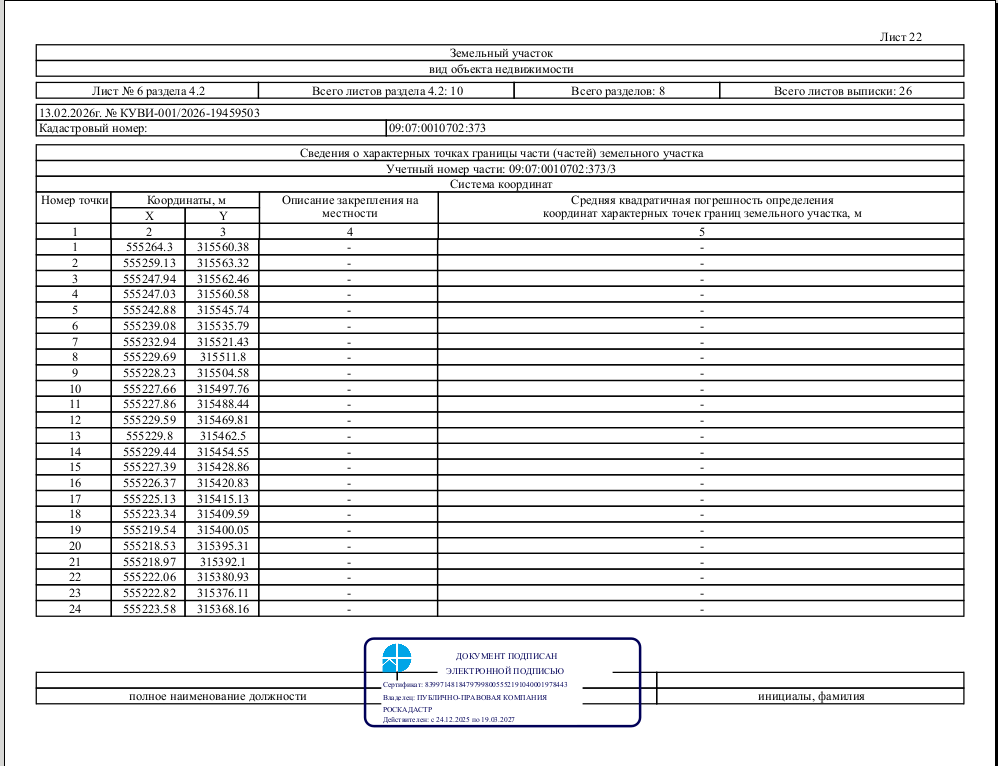 Лист 22
Земельный участок
вид объекта недвижимости
Лист № 6 раздела 4.2 Всего листов раздела 4.2: 10 Всего разделов: 8 Всего листов выписки: 26
13.02.2026г. № КУВИ-001/2026-19459503
Кадастровый номер: 09:07:0010702:373
Сведения о характерных точках границы части (частей) земельного участка
Учетный номер части: 09:07:0010702:373/3
Система координат
Номер точки Координаты, м Описание закрепления на местности Средняя квадратичная погрешность определения
координат характерных точек границ земельного участка, м
X Y
1 2 3 4 5
1 555264.3 315560.38 - -
2 555259.13 315563.32 - -
3 555247.94 315562.46 - -
4 555247.03 315560.58 - -
5 555242.88 315545.74 - -
6 555239.08 315535.79 - -
7 555232.94 315521.43 - -
8 555229.69 315511.8 - -
9 555228.23 315504.58 - -
10 555227.66 315497.76 - -
11 555227.86 315488.44 - -
12 555229.59 315469.81 - -
13 555229.8 315462.5 - -
14 555229.44 315454.55 - -
15 555227.39 315428.86 - -
16 555226.37 315420.83 - -
17 555225.13 315415.13 - -
18 555223.34 315409.59 - -
19 555219.54 315400.05 - -
20 555218.53 315395.31 - -
21 555218.97 315392.1 - -
22 555222.06 315380.93 - -
23 555222.82 315376.11 - -
24 555223.58 315368.16 - -
ДОКУМЕНТ ПОДПИСАН
ЭЛЕКТРОННОЙ ПОДПИСЬЮ
Сертификат: 83997148184797998005552191040001978443
Владелец: ПУБЛИЧНО-ПРАВОВАЯ КОМПАНИЯ
РОСКАДАСТР
Действителен: с 24.12.2025 по 19.03.2027
полное наименование должности инициалы, фамилия